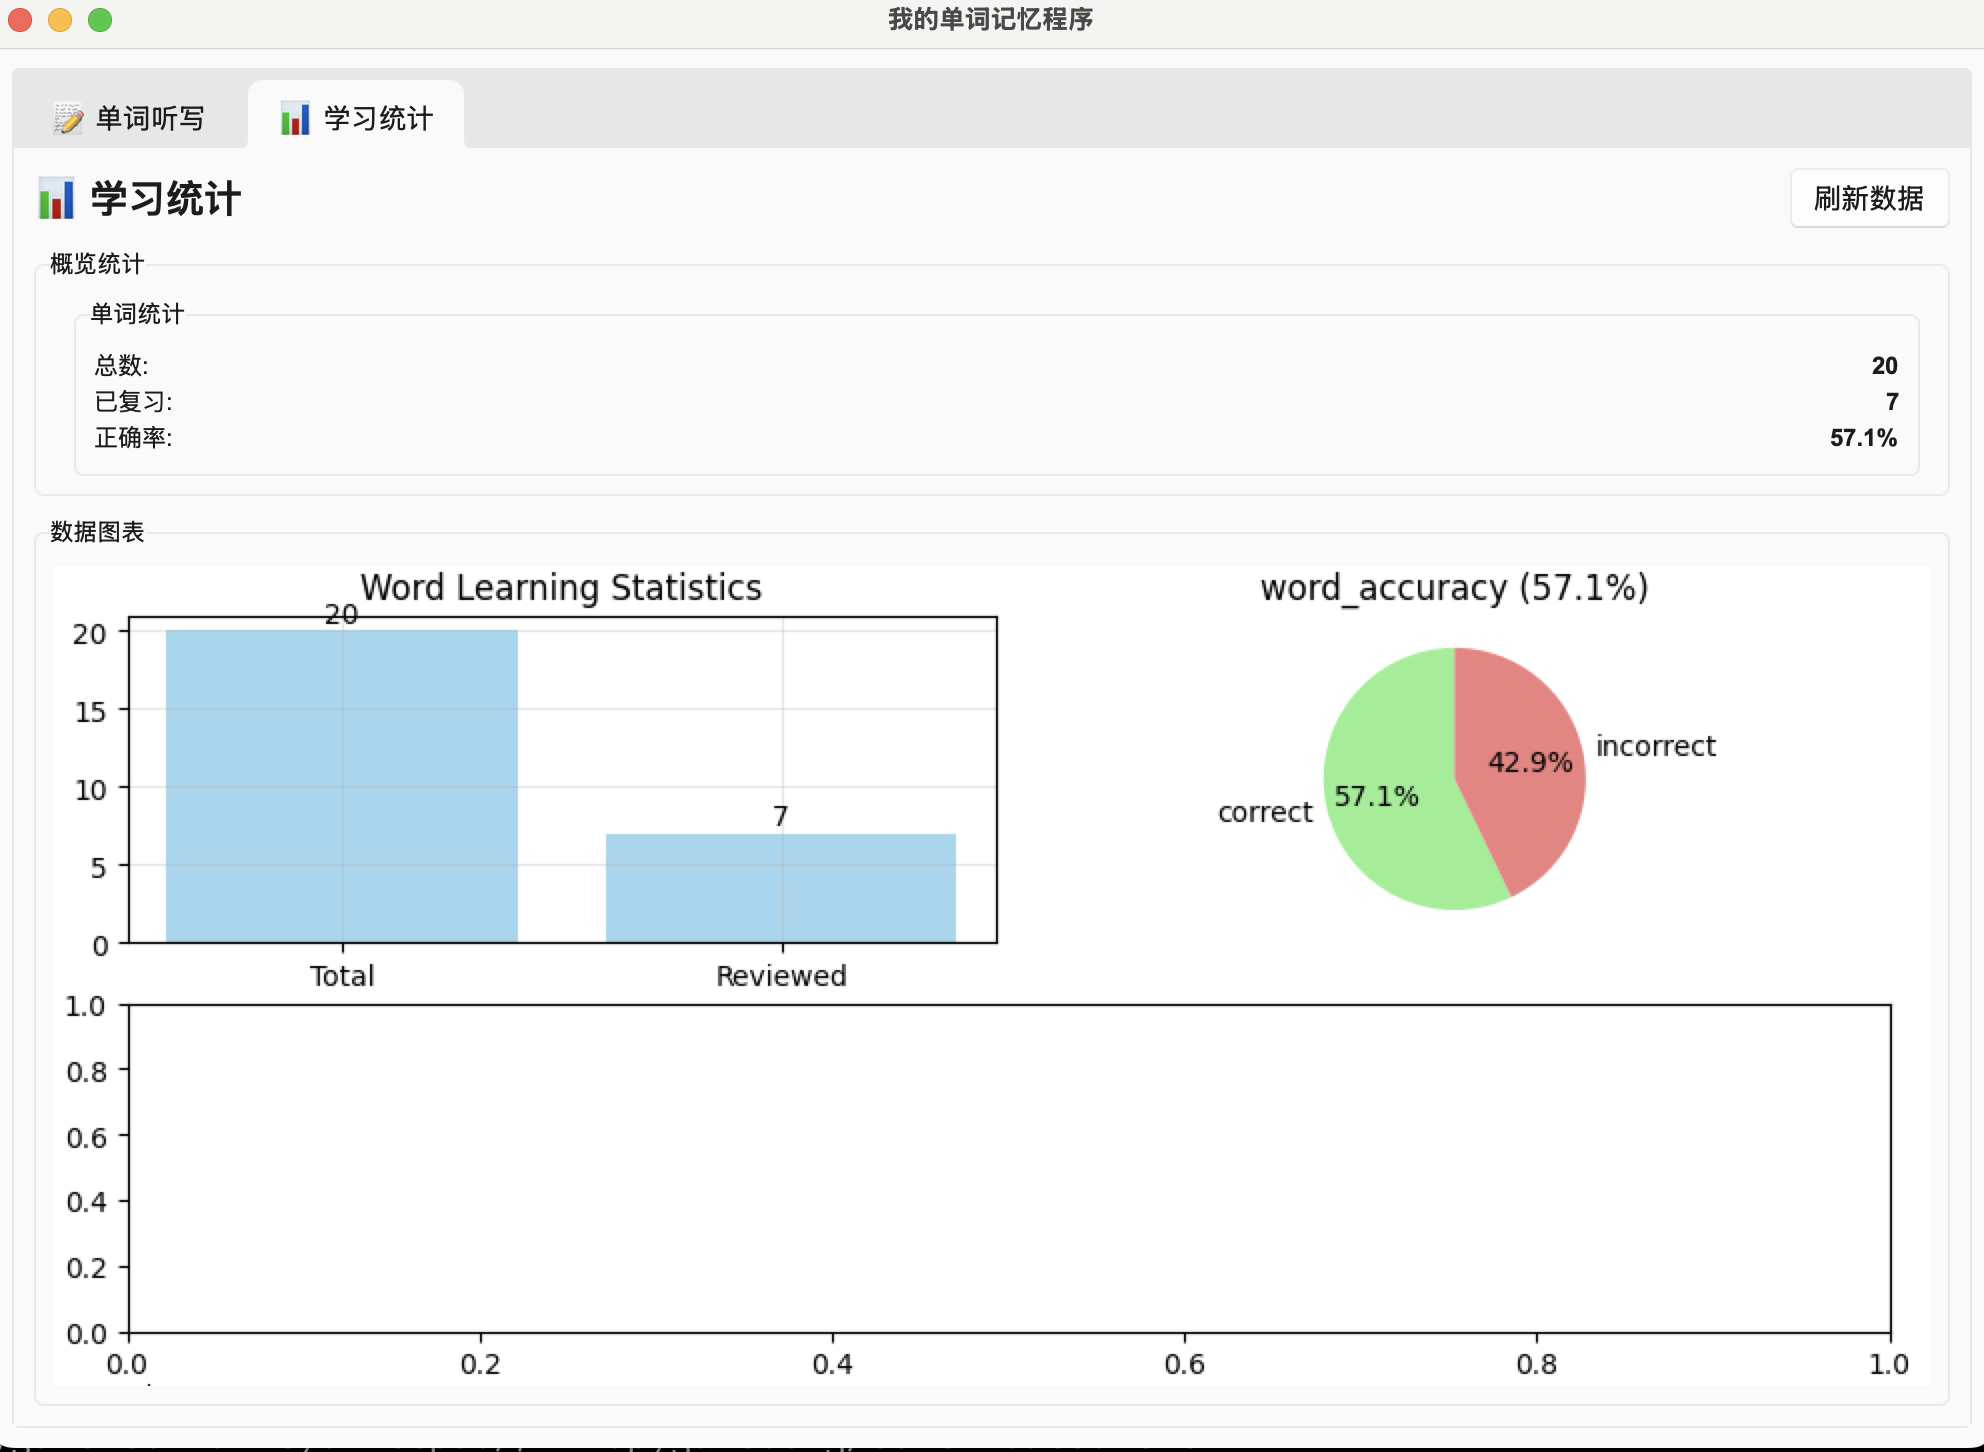 我的单词记忆程序
单词听写
学习统计
学习统计
刷新数据
概览统计
单词统计
总数: 20
已复习: 7
正确率: 57.1%
数据图表
Word Learning Statistics
20
20
15
10
7
5
0
Total Reviewed
word_accuracy (57.1%)
incorrect
42.9%
57.1%
correct
1.0
0.8
0.6
0.4
0.2
0.0
0.0 0.2 0.4 0.6 0.8 1.0